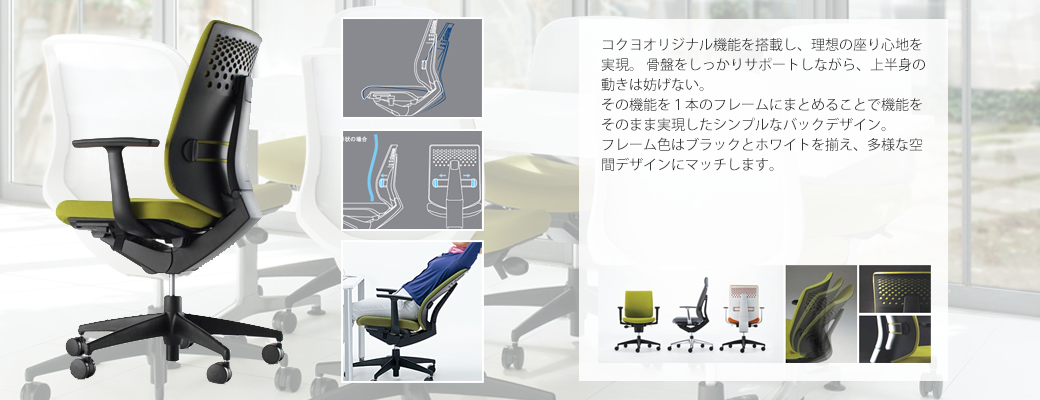 状の場合
コクヨオリジナル機能を搭載し、理想の座り心地を
実現。 骨盤をしっかりサポートしながら、上半身の
動きは妨げない。
その機能を１本のフレームにまとめることで機能を
そのまま実現したシンプルなバックデザイン。
フレーム色はブラックとホワイトを揃え、多様な空
間デザインにマッチします。